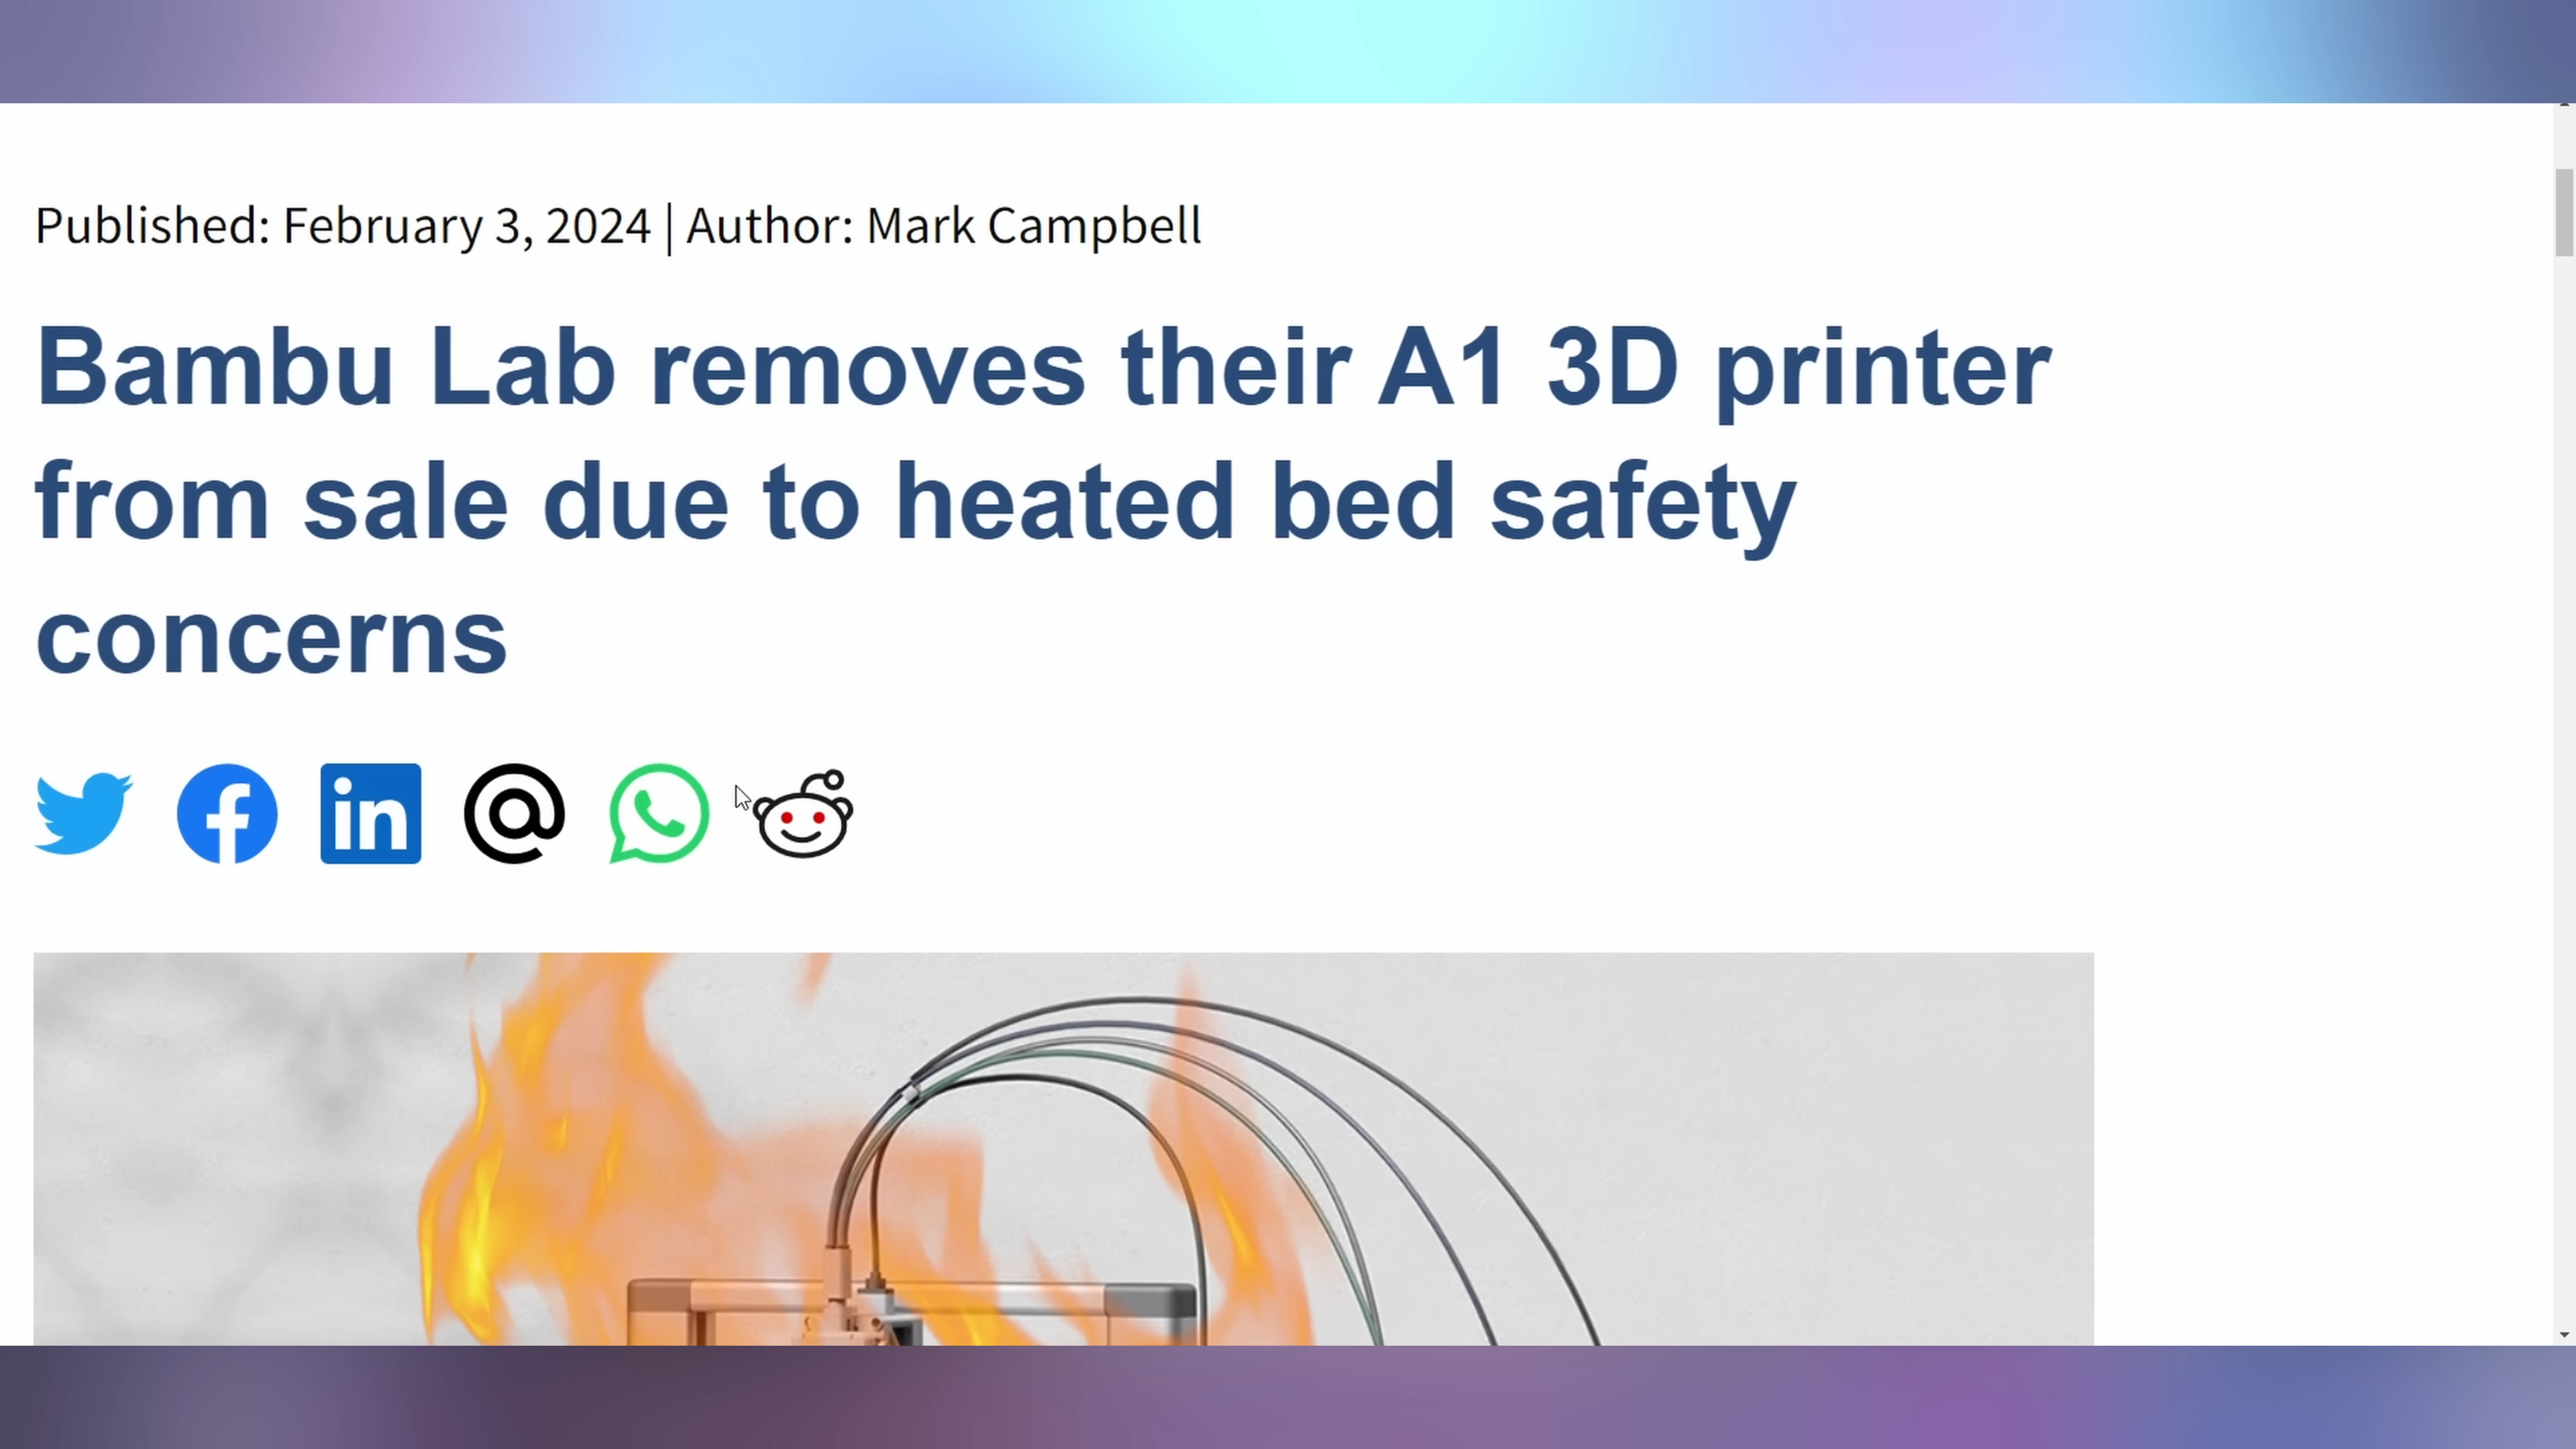 Published: February 3, 2024 | Author: Mark Campbell
Bambu Lab removes their A1 3D printer
from sale due to heated bed safety
concerns